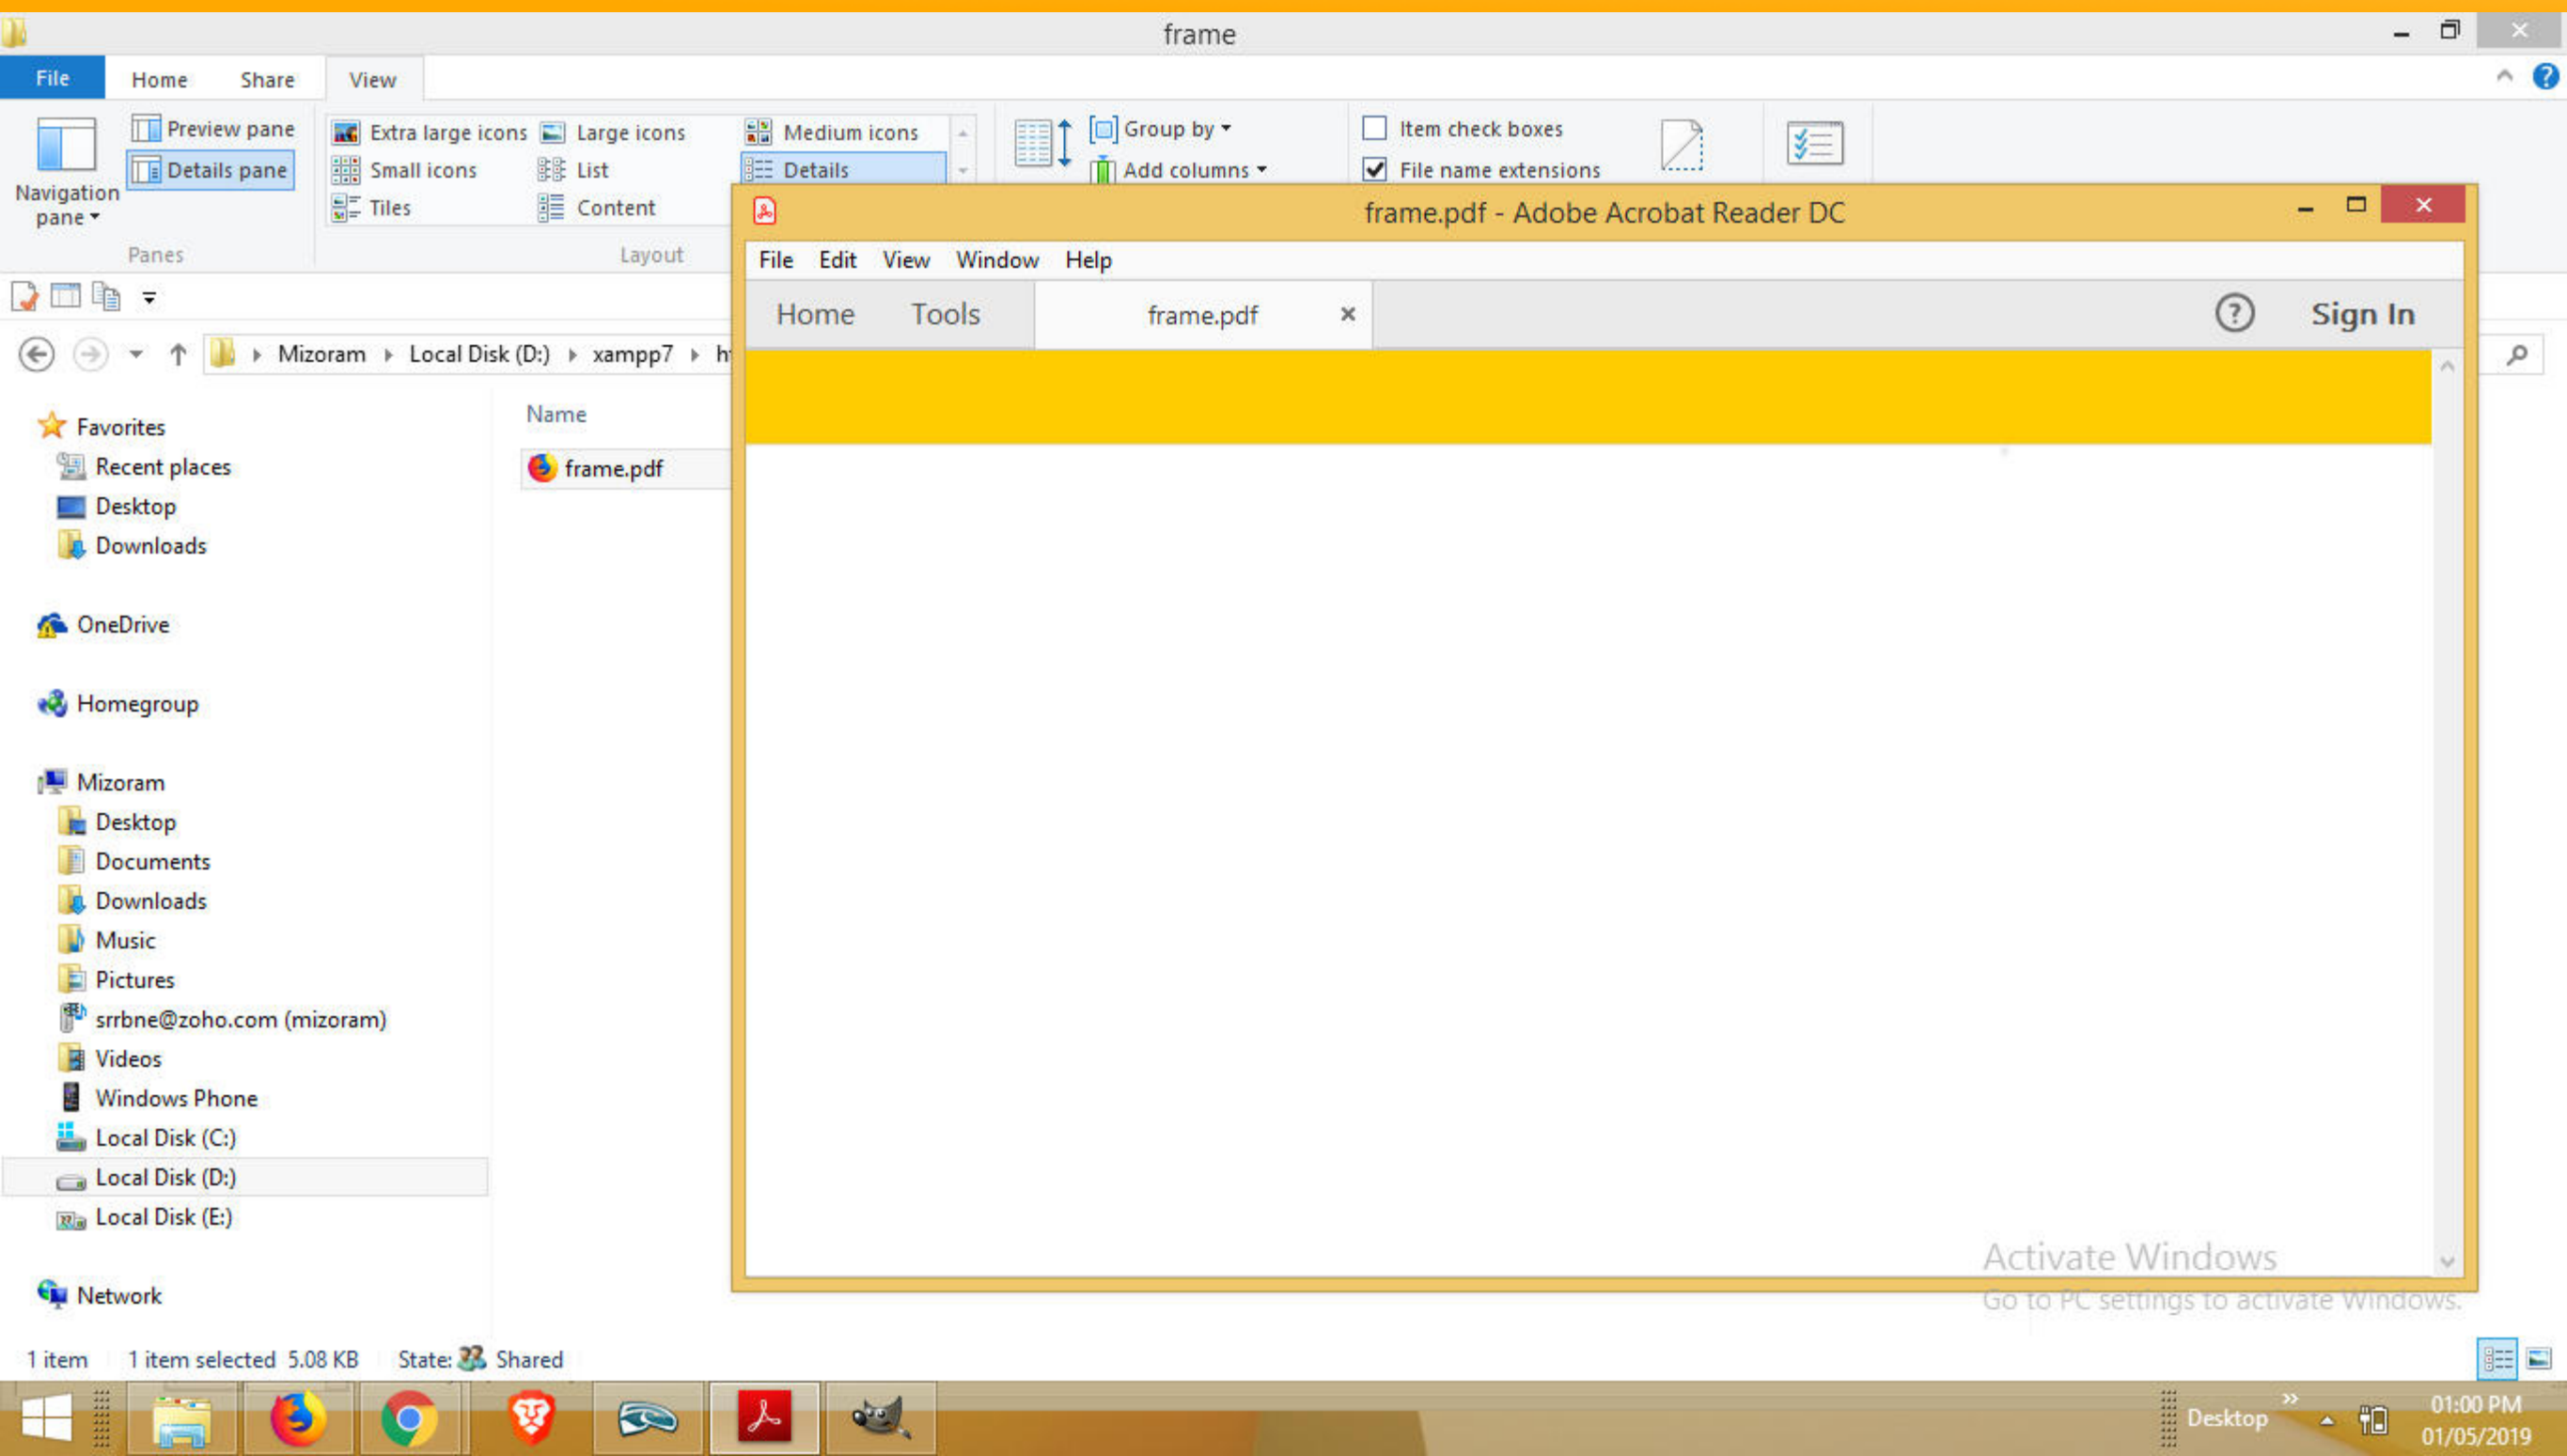 frame
File Home Share View
Preview pane
Details pane
Navigation pane
Extra large icons Large icons Medium icons
Small icons List Details
Tiles Content
Group by
Add columns
Item check boxes
File name extensions
Panes Layout
frame.pdf - Adobe Acrobat Reader DC
File Edit View Window Help
Home Tools frame.pdf Sign In
Mizoram Local Disk (D:) xampp7
Name
frame.pdf
Favorites
Recent places
Desktop
Downloads
OneDrive
Homegroup
Mizoram
Desktop
Documents
Downloads
Music
Pictures
srrbne@zoho.com (mizoram)
Videos
Windows Phone
Local Disk (C:)
Local Disk (D:)
Local Disk (E:)
Network
Activate Windows
Go to PC settings to activate Windows.
1 item 1 item selected 5.08 KB State: Shared
Desktop
01:00 PM
01/05/2019